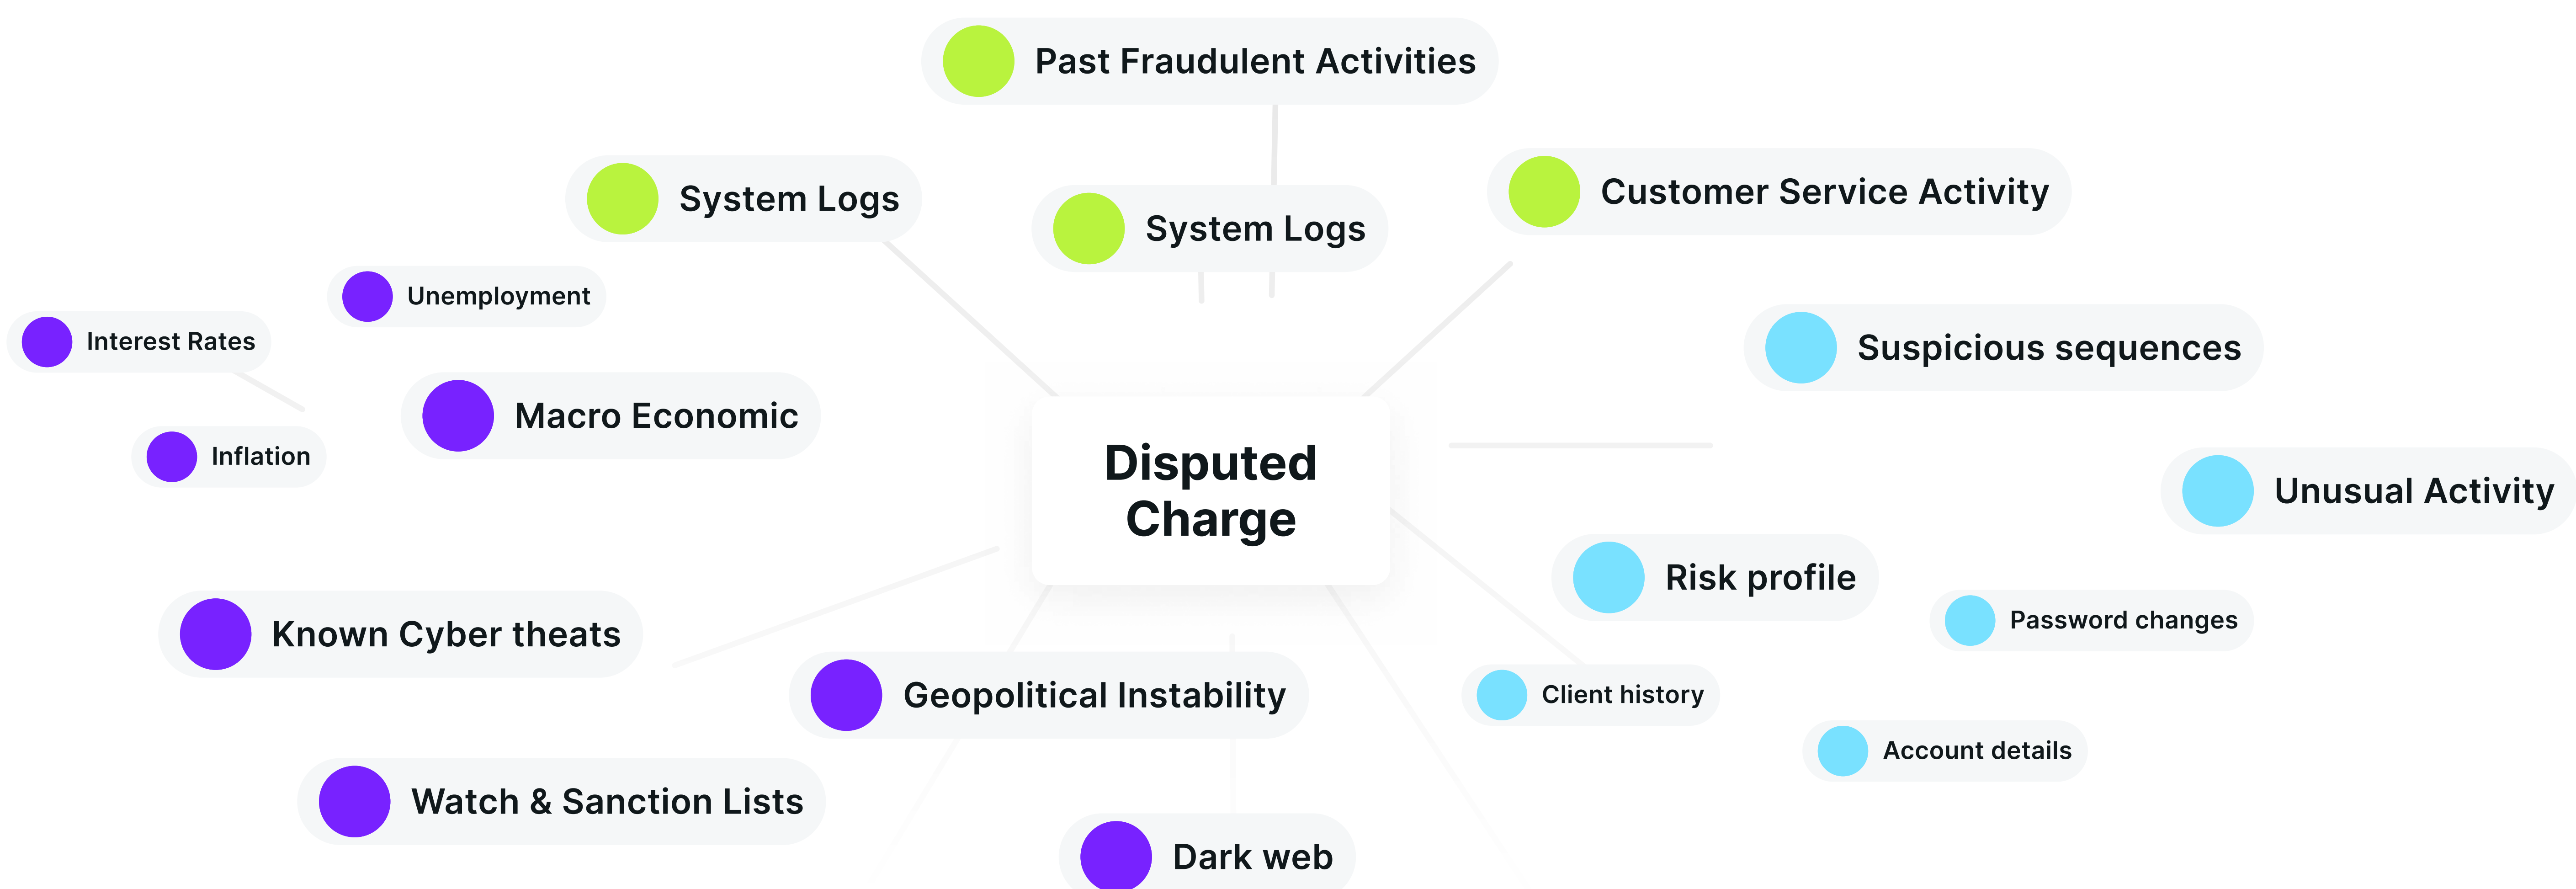 Past Fraudulent Activities
System Logs
System Logs
Customer Service Activity
Unemployment
Interest Rates
Suspicious sequences
Macro Economic
Inflation
Disputed
Charge
Unusual Activity
Risk profile
Known Cyber theats
Password changes
Geopolitical Instability
Client history
Account details
Watch & Sanction Lists
Dark web